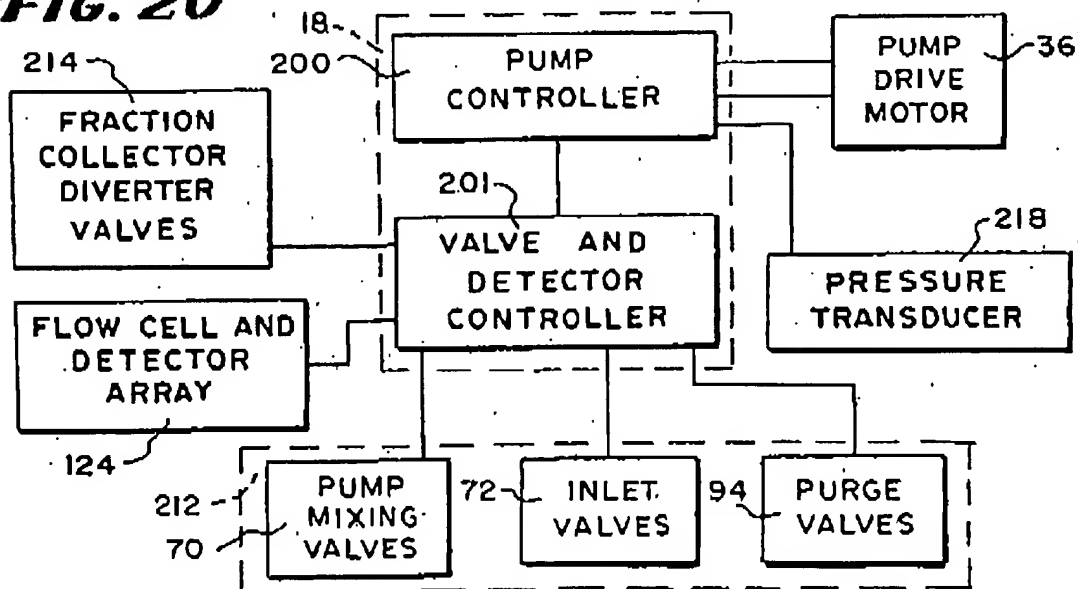 FIG. 20
18
214
200
PUMP
CONTROLLER
PUMP
DRIVE
MOTOR
36
FRACTION
COLLECTOR
DIVERTER
VALVES
201
VALVE AND
DETECTOR
CONTROLLER
218
PRESSURE
TRANSDUCER
FLOW CELL AND
DETECTOR
ARRAY
124
212
PUMP
MIXING
VALVES
70
72
INLET
VALVES
94
PURGE
VALVES